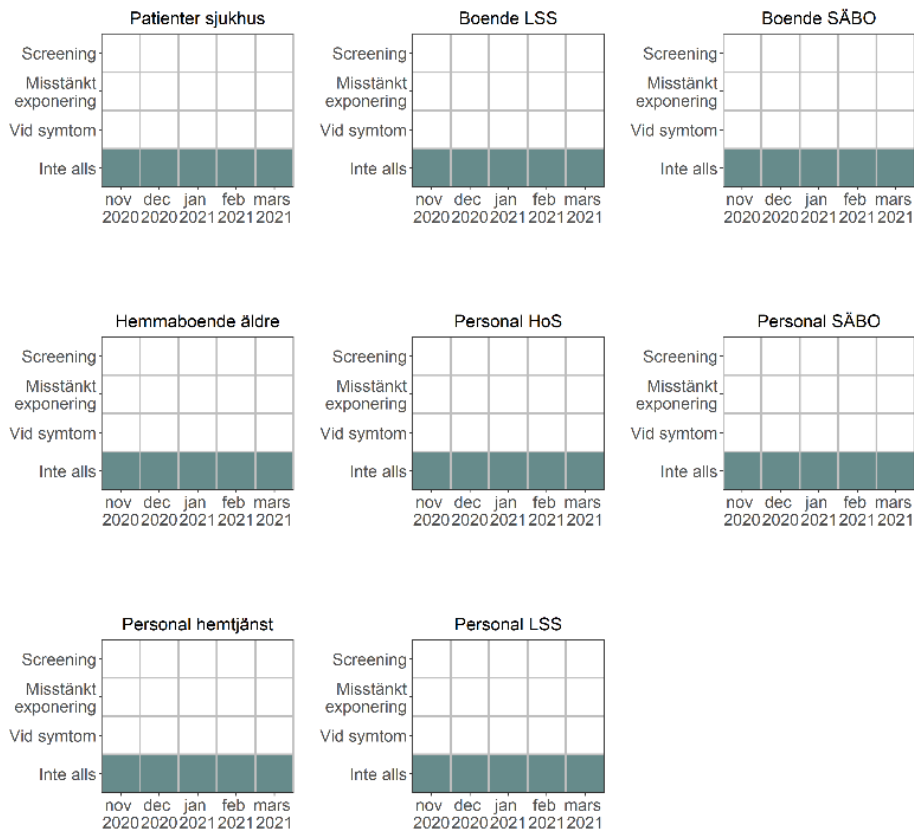 Patienter sjukhus
Screening
Misstänkt
exponering
Vid symtom
Inte alls
nov dec jan feb mars
2020 2020 2021 2021 2021
Boende LSS
Screening
Misstänkt
exponering
Vid symtom
Inte alls
nov dec jan feb mars
2020 2020 2021 2021 2021
Boende SÄBO
Screening
Misstänkt
exponering
Vid symtom
Inte alls
nov dec jan feb mars
2020 2020 2021 2021 2021
Hemmaboende äldre
Screening
Misstänkt
exponering
Vid symtom
Inte alls
nov dec jan feb mars
2020 2020 2021 2021 2021
Personal HoS
Screening
Misstänkt
exponering
Vid symtom
Inte alls
nov dec jan feb mars
2020 2020 2021 2021 2021
Personal SÄBO
Screening
Misstänkt
exponering
Vid symtom
Inte alls
nov dec jan feb mars
2020 2020 2021 2021 2021
Personal hemtjänst
Screening
Misstänkt
exponering
Vid symtom
Inte alls
nov dec jan feb mars
2020 2020 2021 2021 2021
Personal LSS
Screening
Misstänkt
exponering
Vid symtom
Inte alls
nov dec jan feb mars
2020 2020 2021 2021 2021